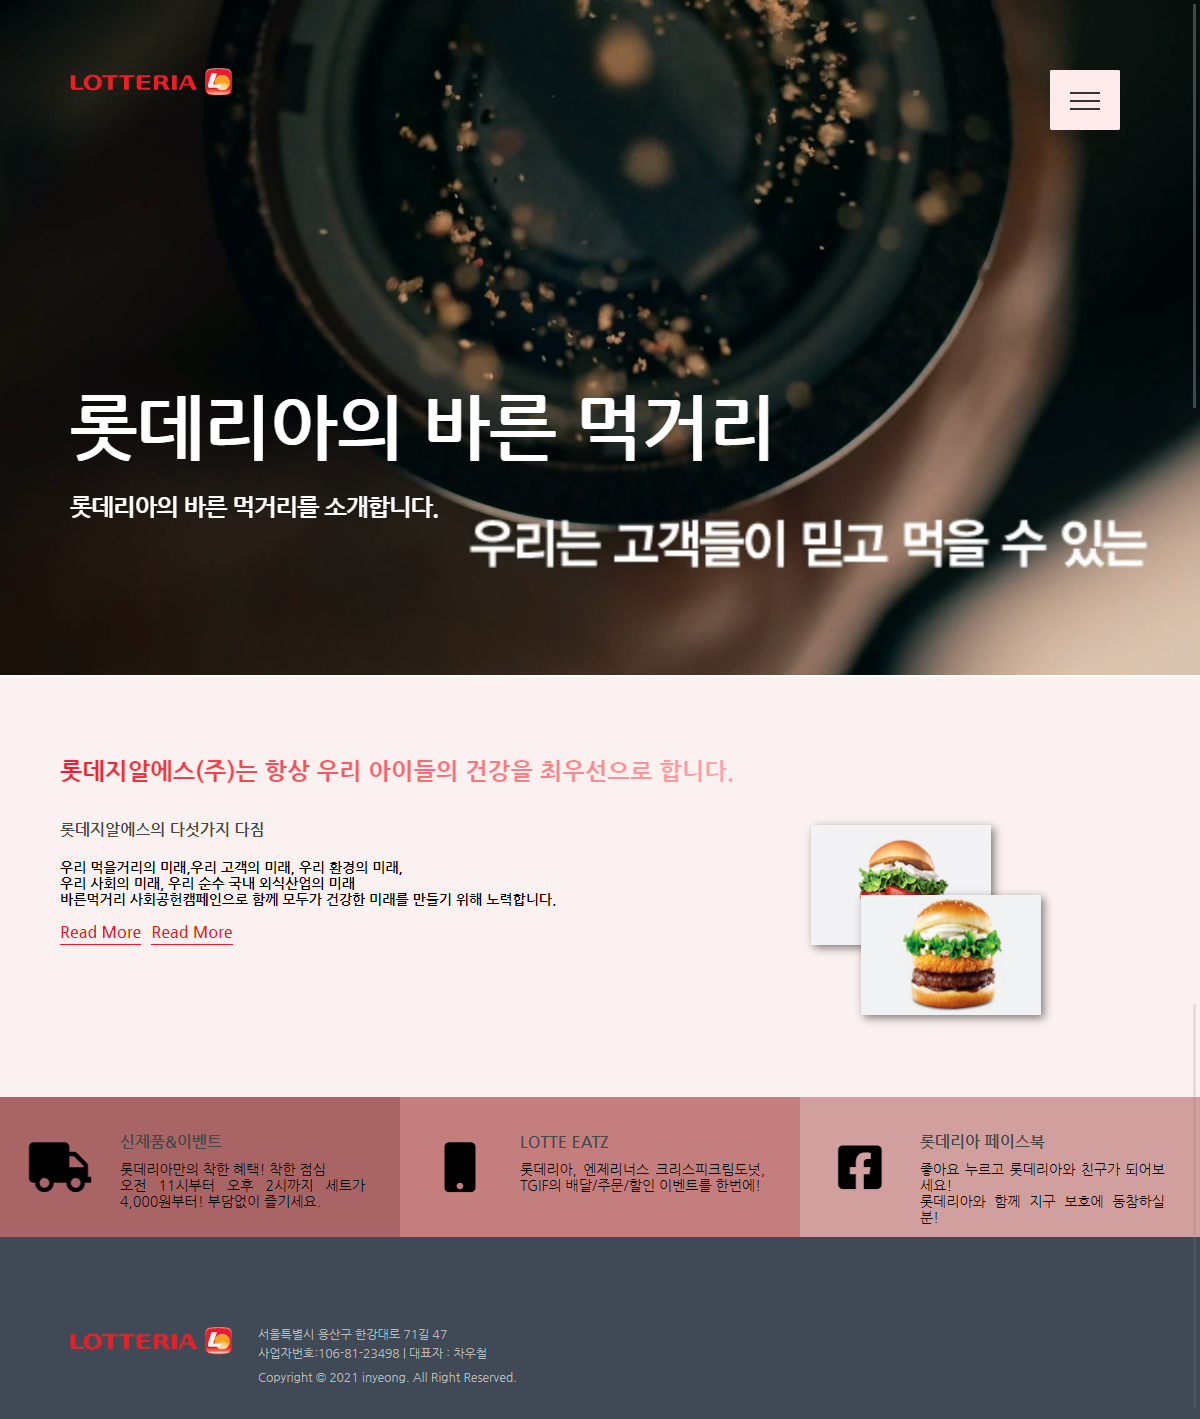 LOTTERIA
롯데리아의 바른 먹거리
롯데리아의 바른 먹거리를 소개합니다.
우리는 고객들이 믿고 먹을 수 있는
롯데지알에스(주)는 항상 우리 아이들의 건강을 최우선으로 합니다.
롯데지알에스의 다섯가지 다짐
우리 먹을거리의 미래,우리 고객의 미래, 우리 환경의 미래,
우리 사회의 미래, 우리 순수 국내 외식산업의 미래
바른먹거리 사회공헌캠페인으로 함께 모두가 건강한 미래를 만들기 위해 노력합니다.
Read More Read More
신제품&이벤트
롯데리아만의 착한 혜택! 착한 점심
오전 11시부터 오후 2시까지 세트가
4,000원부터! 부담없이 즐기세요.
LOTTE EATZ
롯데리아, 엔제리너스 크리스피크림도넛,
TGIF의 배달/주문/할인 이벤트를 한번에!
롯데리아 페이스북
좋아요 누르고 롯데리아와 친구가 되어보
세요!
롯데리아와 함께 지구 보호에 동참하실
분!
LOTTERIA
서울특별시 용산구 한강대로 71길 47
사업자번호:106-81-23498 | 대표자 : 차우철
Copyright © 2021 inyeong. All Right Reserved.